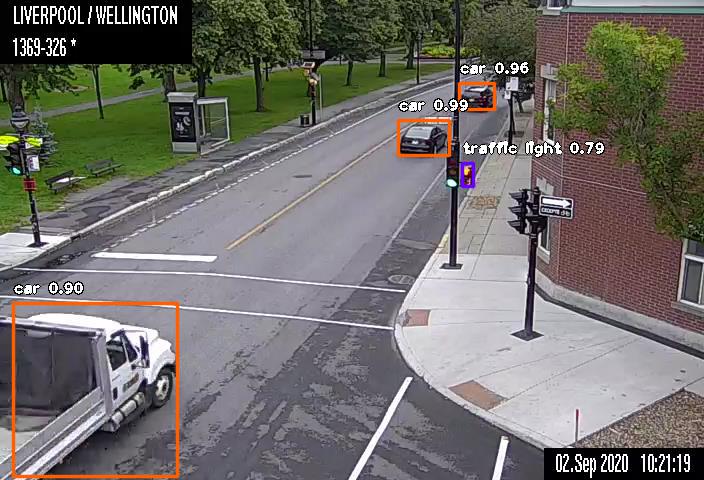 LIVERPOOL / WELLINGTON
1369-326 *
car 0.96
car 0.99
traffic light 0.79
car 0.90
02.Sep 2020 10:21:19